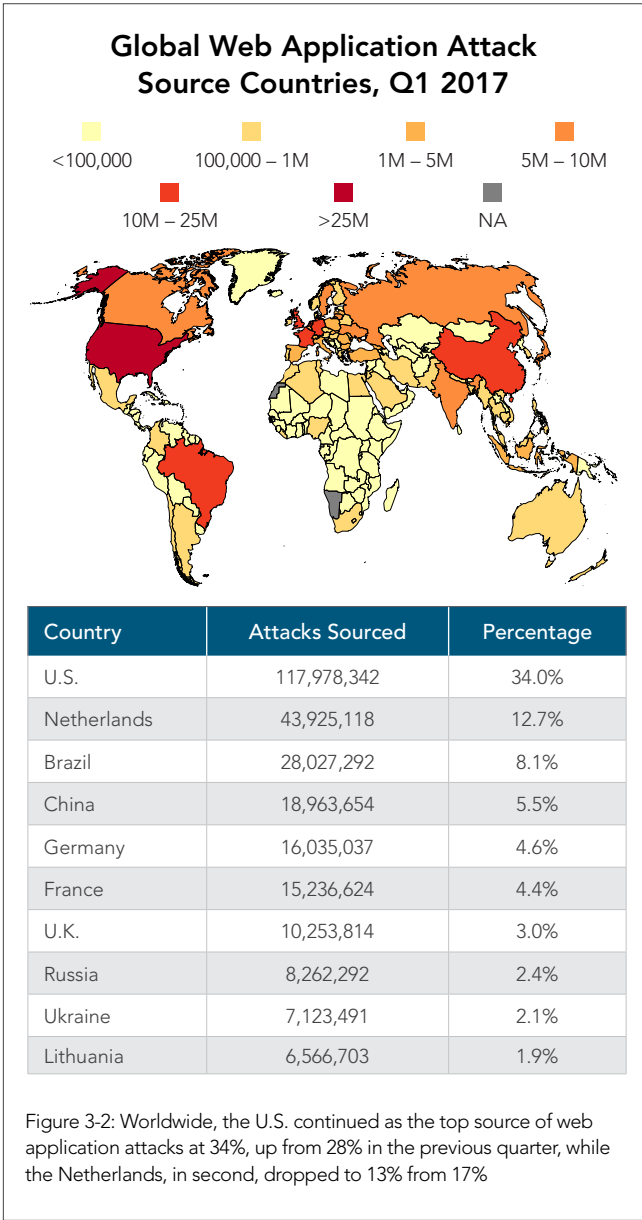 Global Web Application Attack
Source Countries, Q1 2017
<100,000 100,000 – 1M 1M – 5M 5M – 10M
10M – 25M >25M NA
Country Attacks Sourced Percentage
U.S. 117,978,342 34.0%
Netherlands 43,925,118 12.7%
Brazil 28,027,292 8.1%
China 18,963,654 5.5%
Germany 16,035,037 4.6%
France 15,236,624 4.4%
U.K. 10,253,814 3.0%
Russia 8,262,292 2.4%
Ukraine 7,123,491 2.1%
Lithuania 6,566,703 1.9%
Figure 3-2: Worldwide, the U.S. continued as the top source of web
application attacks at 34%, up from 28% in the previous quarter, while
the Netherlands, in second, dropped to 13% from 17%